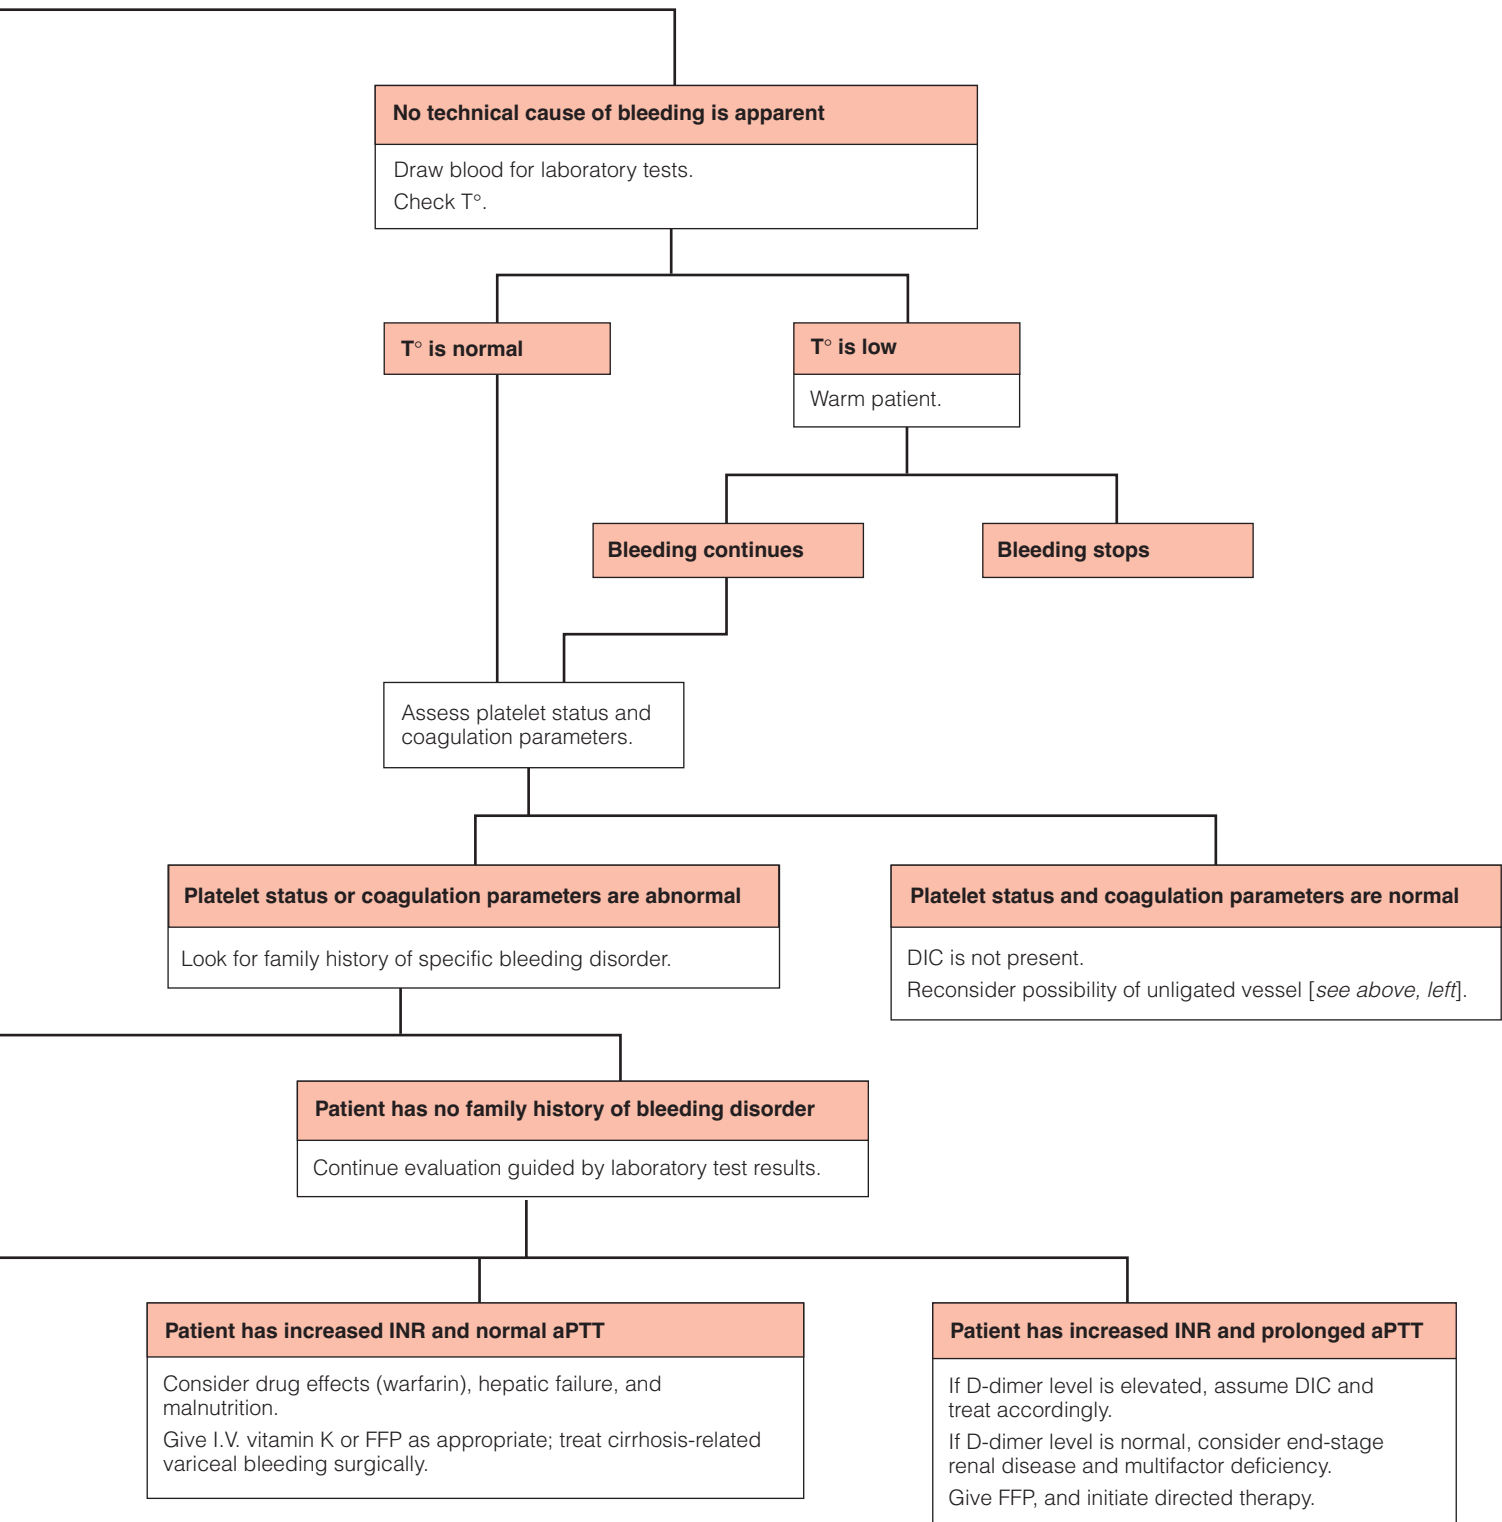 No technical cause of bleeding is apparent
Draw blood for laboratory tests.
Check T°.
T° is normal
T° is low
Warm patient.
Bleeding continues
Bleeding stops
Assess platelet status and
coagulation parameters.
Platelet status or coagulation parameters are abnormal
Look for family history of specific bleeding disorder.
Platelet status and coagulation parameters are normal
DIC is not present.
Reconsider possibility of unligated vessel [see above, left].
Patient has no family history of bleeding disorder
Continue evaluation guided by laboratory test results.
Patient has increased INR and normal aPTT
Consider drug effects (warfarin), hepatic failure, and
malnutrition.
Give I.V. vitamin K or FFP as appropriate; treat cirrhosis-related
variceal bleeding surgically.
Patient has increased INR and prolonged aPTT
If D-dimer level is elevated, assume DIC and
treat accordingly.
If D-dimer level is normal, consider end-stage
renal disease and multifactor deficiency.
Give FFP, and initiate directed therapy.